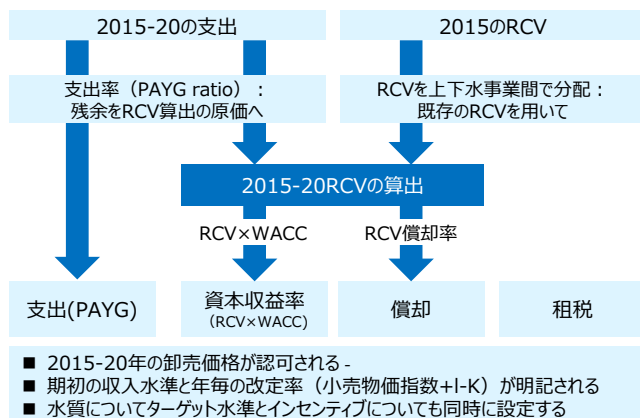 2015-20の支出
2015のRCV
支出率（PAYG ratio）：
残余をRCV算出の原価へ
RCVを上下水事業間で分配：
既存のRCVを用いて
2015-20RCVの算出
RCV×WACC
RCV償却率
支出(PAYG)
資本収益率
（RCV×WACC）
償却
租税
■ 2015-20年の卸売価格が認可される -
■ 期初の収入水準と年毎の改定率（小売物価指数+l-K）が明記される
■ 水質についてターゲット水準とインセンティブについても同時に設定する